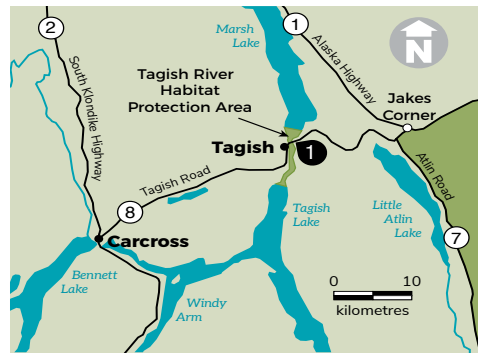 2
1
Marsh
Lake
N
South Klondike Highway
Alaska Highway
Tagish River
Habitat
Protection Area
Jakes
Corner
Tagish
1
Atlin Road
Tagish Road
8
Tagish
Lake
Little
Atlin
Lake
7
Carcross
Bennett
Lake
Windy
Arm
0 10
kilometres